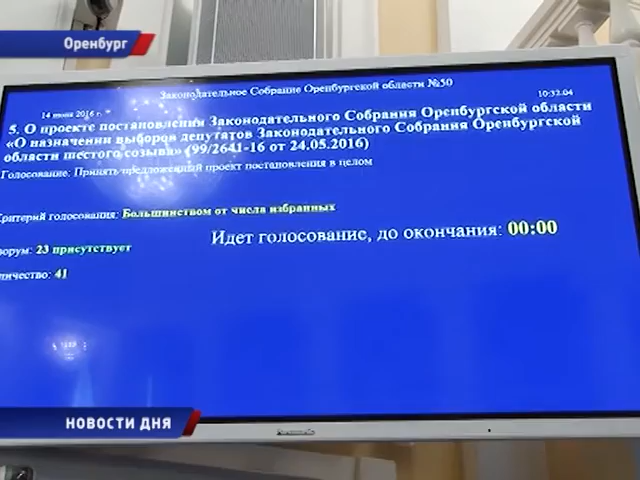 Оренбург
Законодательное Собрание Оренбургской области №50
14 июня 2016 г. 10:33:04
5. О проекте постановления Законодательного Собрания Оренбургской области
«О назначении выборов депутатов Законодательного Собрания Оренбургской
области шестого созыва» (99/2641-16 от 24.05.2016)
Голосование: Принять предложенный проект постановления в целом
критерий голосования: Большинством от числа избранных
ворум: 23 присутствует
Идет голосование, до окончания: 00:00
личество: 41
НОВОСТИ ДНЯ